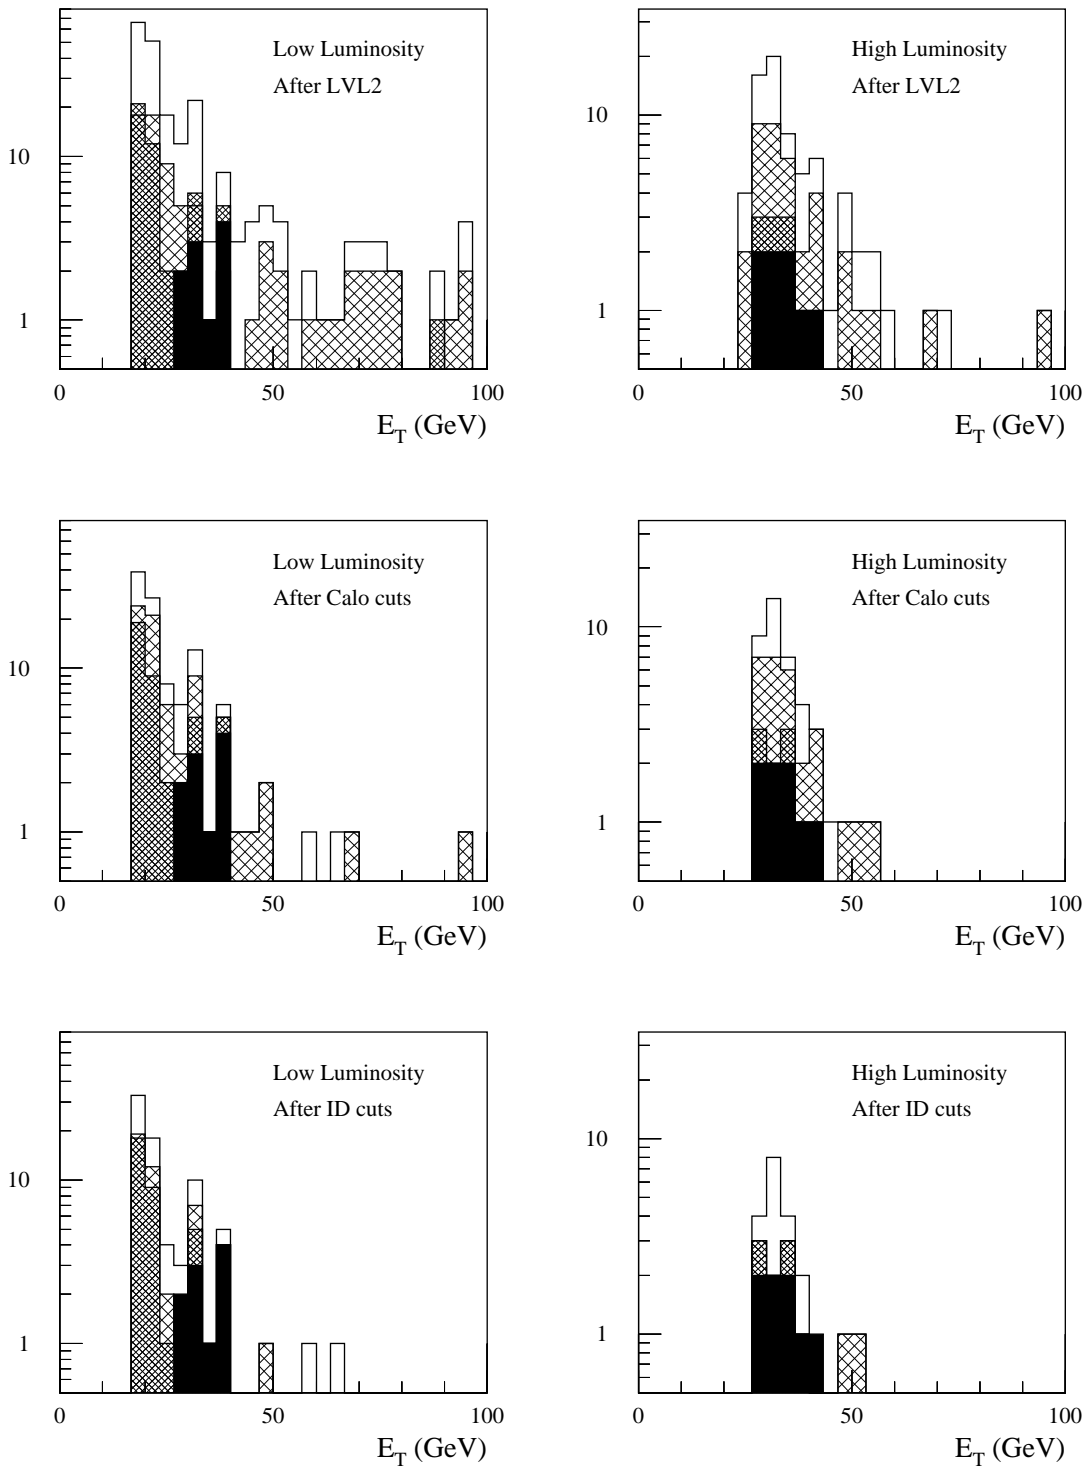 Low Luminosity
After LVL2
10
1
0 50 100
E_T (GeV)
High Luminosity
After LVL2
10
1
0 50 100
E_T (GeV)
Low Luminosity
After Calo cuts
10
1
0 50 100
E_T (GeV)
High Luminosity
After Calo cuts
10
1
0 50 100
E_T (GeV)
Low Luminosity
After ID cuts
10
1
0 50 100
E_T (GeV)
High Luminosity
After ID cuts
10
1
0 50 100
E_T (GeV)